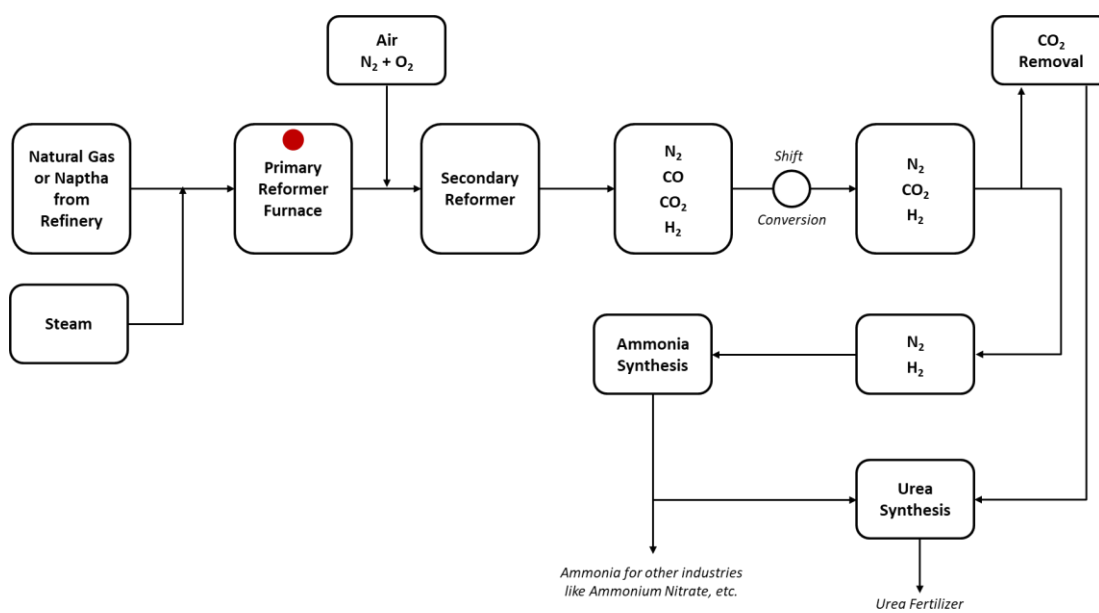 Air
N₂ + O₂
CO₂
Removal
Natural Gas
or Naptha
from
Refinery
Primary
Reformer
Furnace
Secondary
Reformer
N₂
CO
CO₂
H₂
Shift
Conversion
N₂
CO₂
H₂
Steam
Ammonia
Synthesis
N₂
H₂
Urea
Synthesis
Ammonia for other industries
like Ammonium Nitrate, etc.
Urea Fertilizer